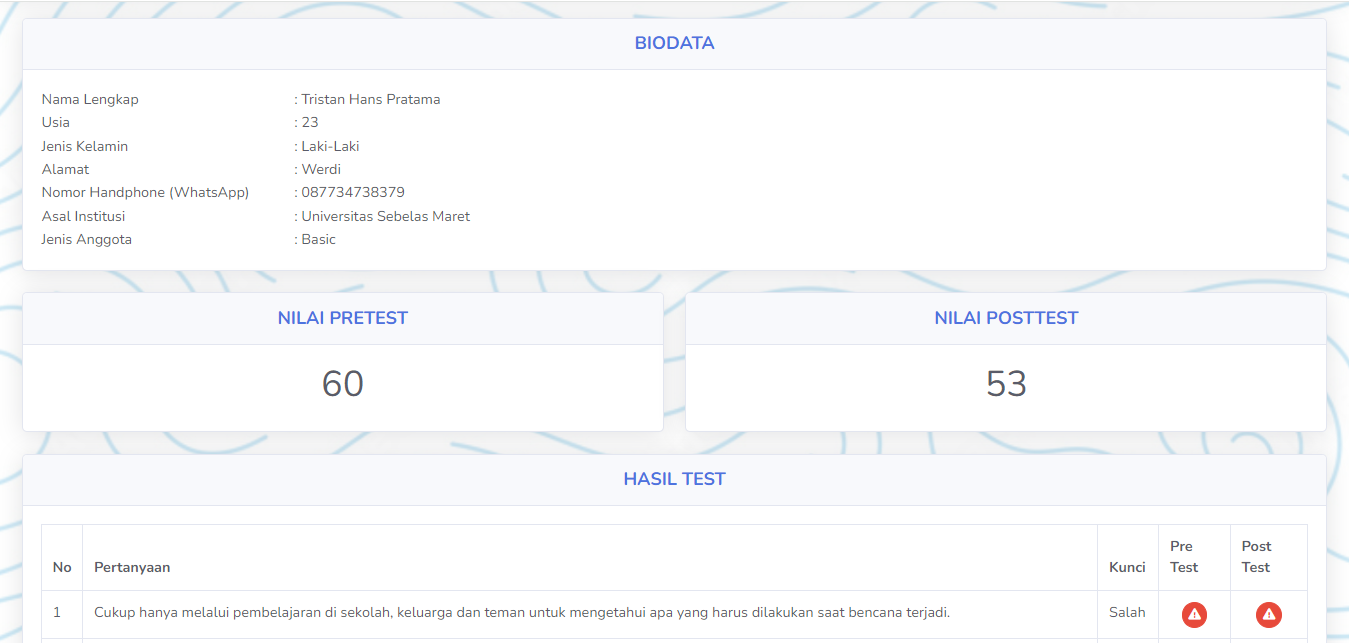 BIODATA
Nama Lengkap : Tristan Hans Pratama
Usia : 23
Jenis Kelamin : Laki-Laki
Alamat : Werdi
Nomor Handphone (WhatsApp) : 087734738379
Asal Institusi : Universitas Sebelas Maret
Jenis Anggota : Basic
NILAI PRETEST
60
NILAI POSTTEST
53
HASIL TEST
No Pertanyaan Kunci Pre Test Post Test
1 Cukup hanya melalui pembelajaran di sekolah, keluarga dan teman untuk mengetahui apa yang harus dilakukan saat bencana terjadi. Salah